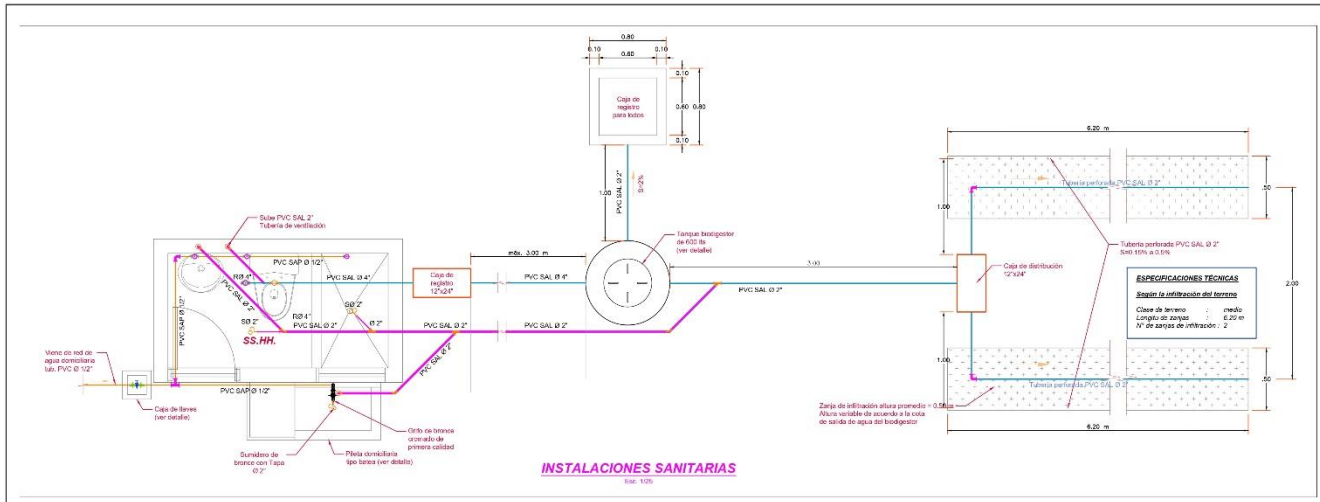 0.80
0.10
0.10
0.80
0.10
0.60
0.80
0.10
Caja de
registro
para lodos
1.00
PVC SAL Ø 2"
S=2%
6.20 m
Tubería perforada PVC SAL Ø 2"
.50
1.00
Sube PVC SAL 2"
Tubería de ventilación
PVC SAP Ø 1/2"
RØ 4"
PVC SAL Ø 4"
máx. 3.00 m
Caja de
registro
12"x24"
PVC SAL Ø 4"
Tanque biodigestor
de 600 lts
(ver detalle)
3.00
PVC SAL Ø 2"
Caja de distribución
12"x24"
Tubería perforada PVC SAL Ø 2"
S=0.15% a 0.5%
ESPECIFICACIONES TÉCNICAS
Según la infiltración del terreno
Clase de terreno : medio
Longitu de zanjas : 6.20 m
N° de zanjas de infiltración : 2
2.00
PVC SAL Ø 2"
PVC SAP Ø 1/2"
RØ 4"
SØ 2"
SØ 2"
Ø 2"
PVC SAL Ø 2"
PVC SAL Ø 2"
PVC SAL Ø 2"
SS.HH.
PVC SAL Ø 2"
Viene de red de
agua domiciliaria
tub. PVC Ø 1/2"
PVC SAP Ø 1/2"
Caja de llaves
(ver detalle)
Sumidero de
bronce con Tapa
Ø 2"
Pileta domiciliaria
tipo batea (ver detalle)
Grifo de bronce
cromado de
primera calidad
1.00
.50
Tubería perforada PVC SAL Ø 2"
Zanja de infiltración altura promedio =
Altura variable de acuerdo a la cota
de salida de agua del biodigestor
6.20 m
INSTALACIONES SANITARIAS
Esc. 1/25